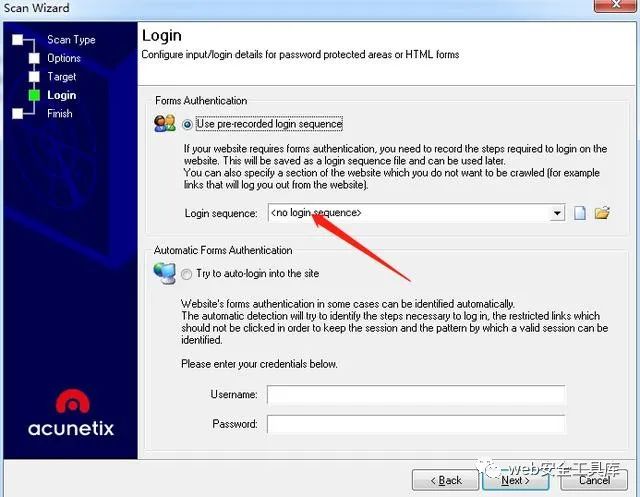 Scan Wizard
Scan Type
Options
Target
Login
Finish
acunetix
Login
Configure input/login details for password protected areas or HTML forms
Forms Authentication
Use pre-recorded login sequence
If your website requires forms authentication, you need to record the steps required to login on the
website. This will be saved as a login sequence file and can be used later.
You can also specify a section of the website which you do not want to be crawled (for example
links that will log you out from the website).
Login sequence: <no login sequence>
Automatic Forms Authentication
Try to auto-login into the site
Website's forms authentication in some cases can be identified automatically.
The automatic detection will try to identify the steps necessary to log in, the restricted links which
should not be clicked in order to keep the session and the pattern by which a valid session can be
identified.
Please enter your credentials below.
Username:
Password:
< Back Next > Cancel
web安全工具库